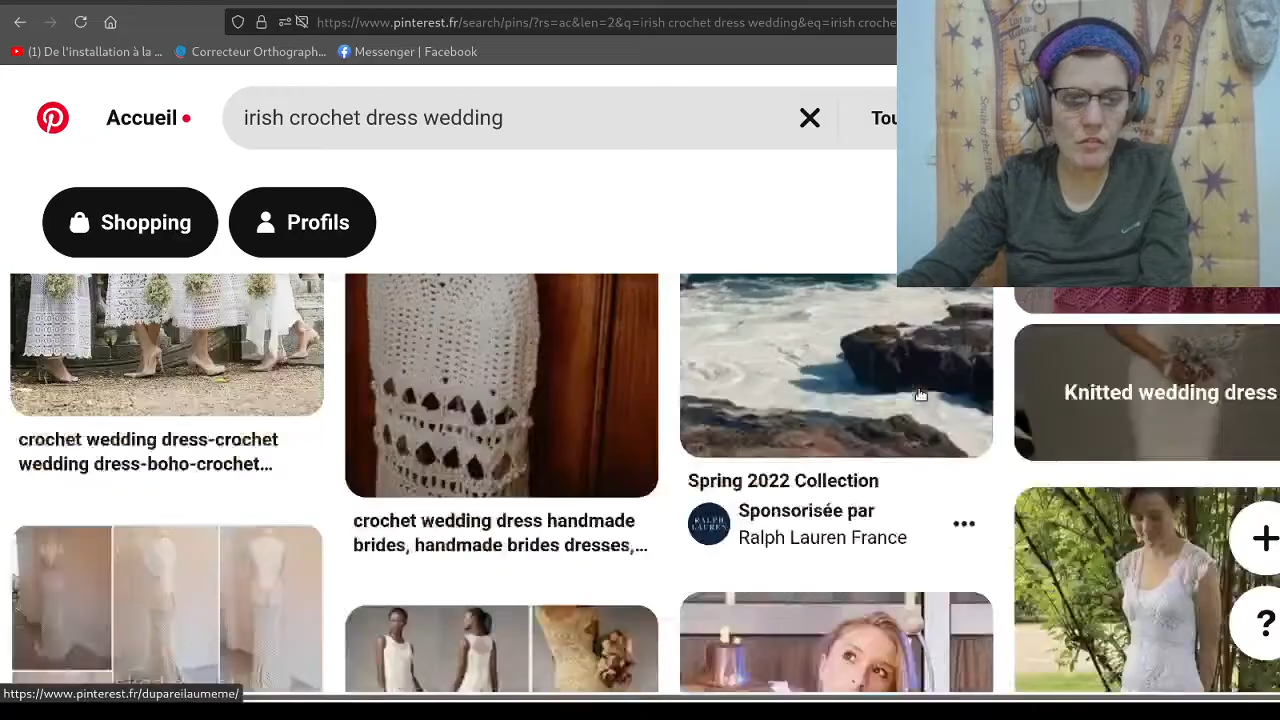 https://www.pinterest.fr/search/pins/?rs=ac&len=2&q=irish crochet dress wedding&eq=irish croche
(1) De l'installation à la ...
Correcteur Orthograph...
Messenger | Facebook
Accueil
irish crochet dress wedding
Tou
Shopping
Profils
crochet wedding dress-crochet
wedding dress-boho-crochet...
crochet wedding dress handmade
brides, handmade brides dresses,...
Spring 2022 Collection
RALPH
LAUREN
Sponsorisée par
Ralph Lauren France
Knitted wedding dress
+
?
https://www.pinterest.fr/dupareilaumeme/